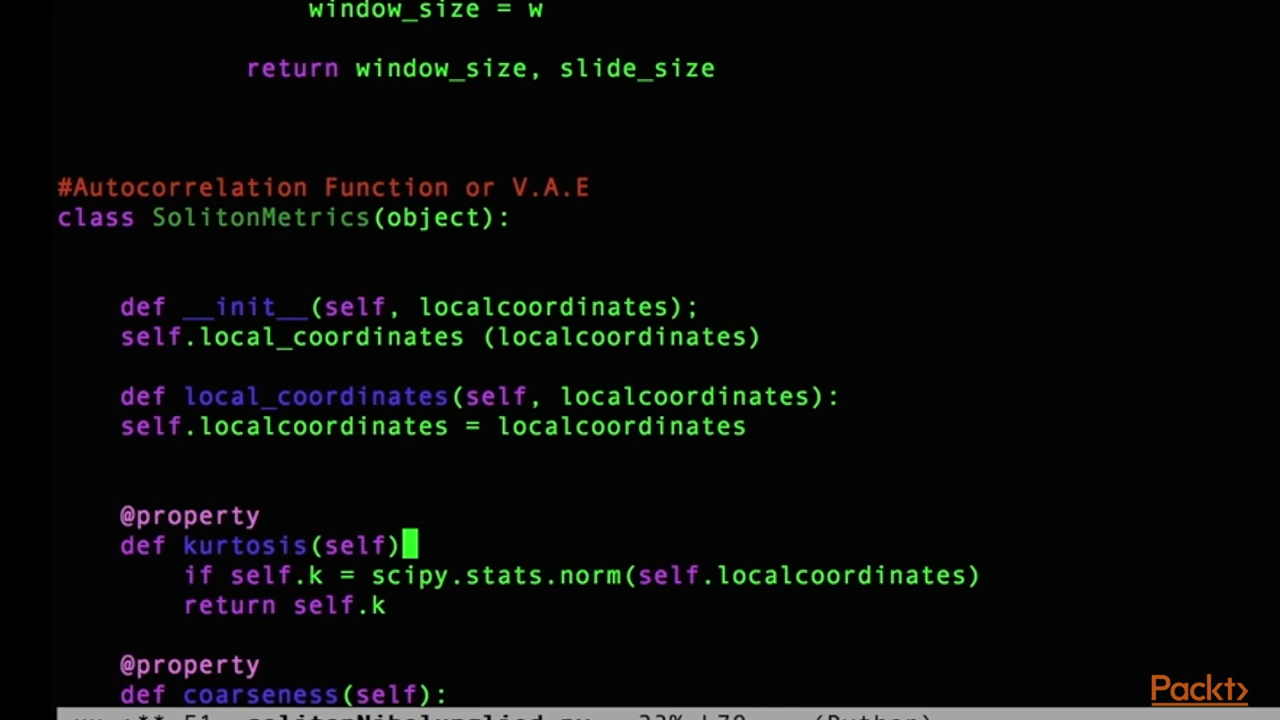 window_size = w
return window_size, slide_size
#Autocorrelation Function or V.A.E
class SolitonMetrics(object):
def __init__(self, localcoordinates);
self.local_coordinates (localcoordinates)
def local_coordinates(self, localcoordinates):
self.localcoordinates = localcoordinates
@property
def kurtosis(self)
if self.k = scipy.stats.norm(self.localcoordinates)
return self.k
@property
def coarseness(self):
Packt>